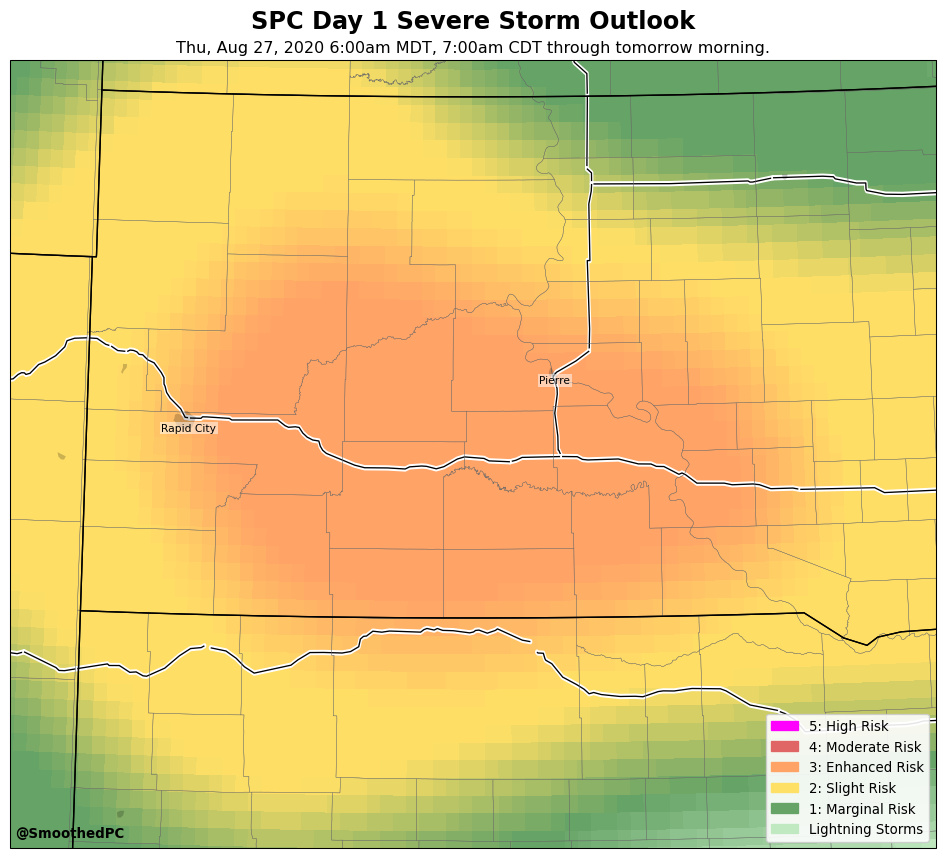 SPC Day 1 Severe Storm Outlook
Thu, Aug 27, 2020 6:00am MDT, 7:00am CDT through tomorrow morning.
Pierre
Rapid City
5: High Risk
4: Moderate Risk
3: Enhanced Risk
2: Slight Risk
1: Marginal Risk
Lightning Storms
@SmoothedPC